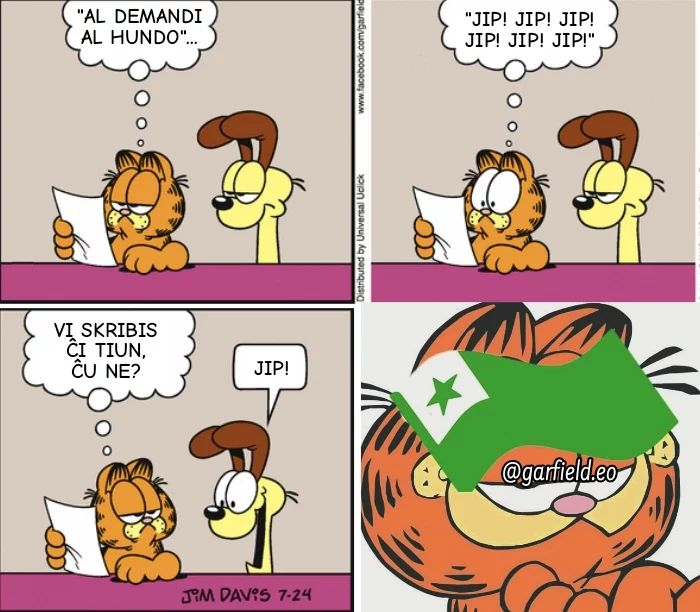 "AL DEMANDI
AL HUNDO"...
www.facebook.com/garfield
Distributed by Universal Uclick
"JIP! JIP! JIP!
JIP! JIP! JIP!"
VI SKRIBIS
ĈI TIUN,
ĈU NE?
JIP!
JIM DAVIS 7-24
@garfield.eo